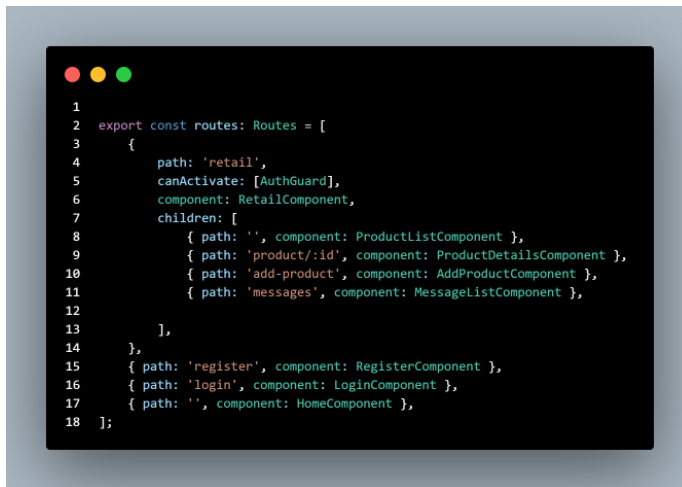 1
2 export const routes: Routes = [
3     {
4         path: 'retail',
5         canActivate: [AuthGuard],
6         component: RetailComponent,
7         children: [
8             { path: '', component: ProductListComponent },
9             { path: 'product/:id', component: ProductDetailsComponent },
10             { path: 'add-product', component: AddProductComponent },
11             { path: 'messages', component: MessageListComponent },
12
13         ],
14     },
15     { path: 'register', component: RegisterComponent },
16     { path: 'login', component: LoginComponent },
17     { path: '', component: HomeComponent },
18 ];